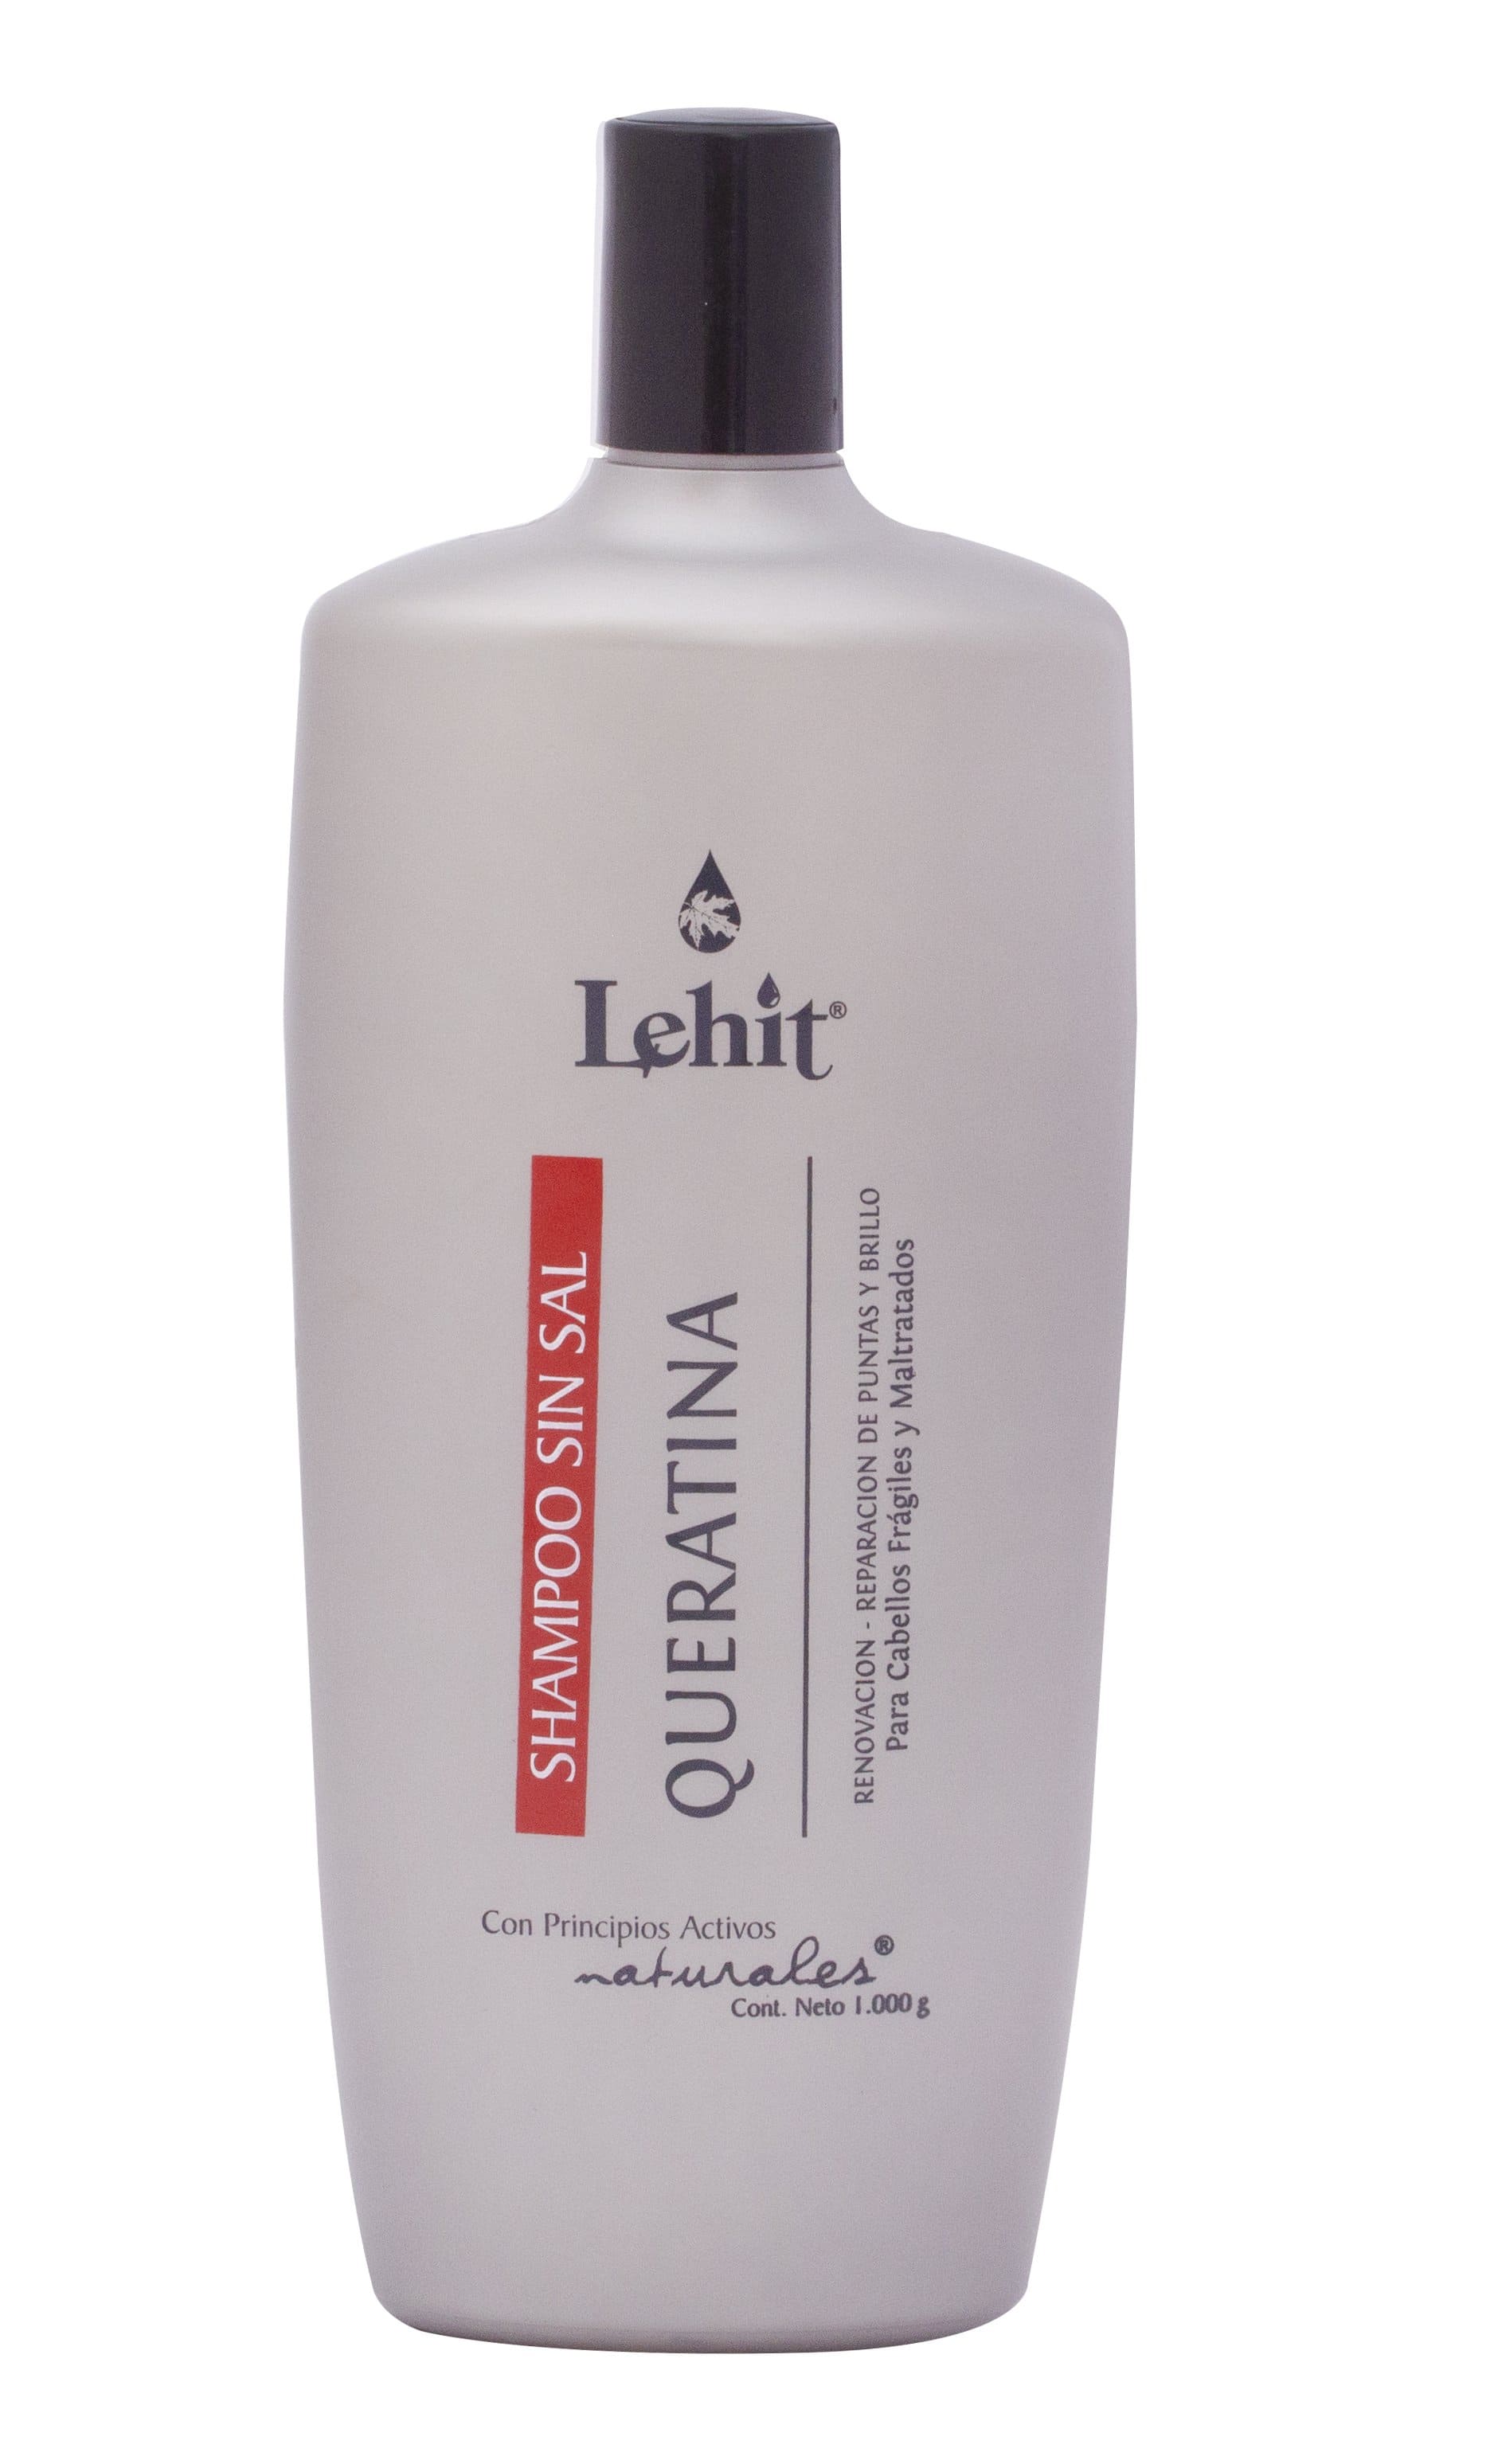 Lehit®
SHAMPOO SIN SAL
QUERATINA
RENOVACION - REPARACION DE PUNTAS Y BRILLO
Para Cabellos Frágiles y Maltratados
Con Principios Activos
naturales®
Cont. Neto 1.000 g